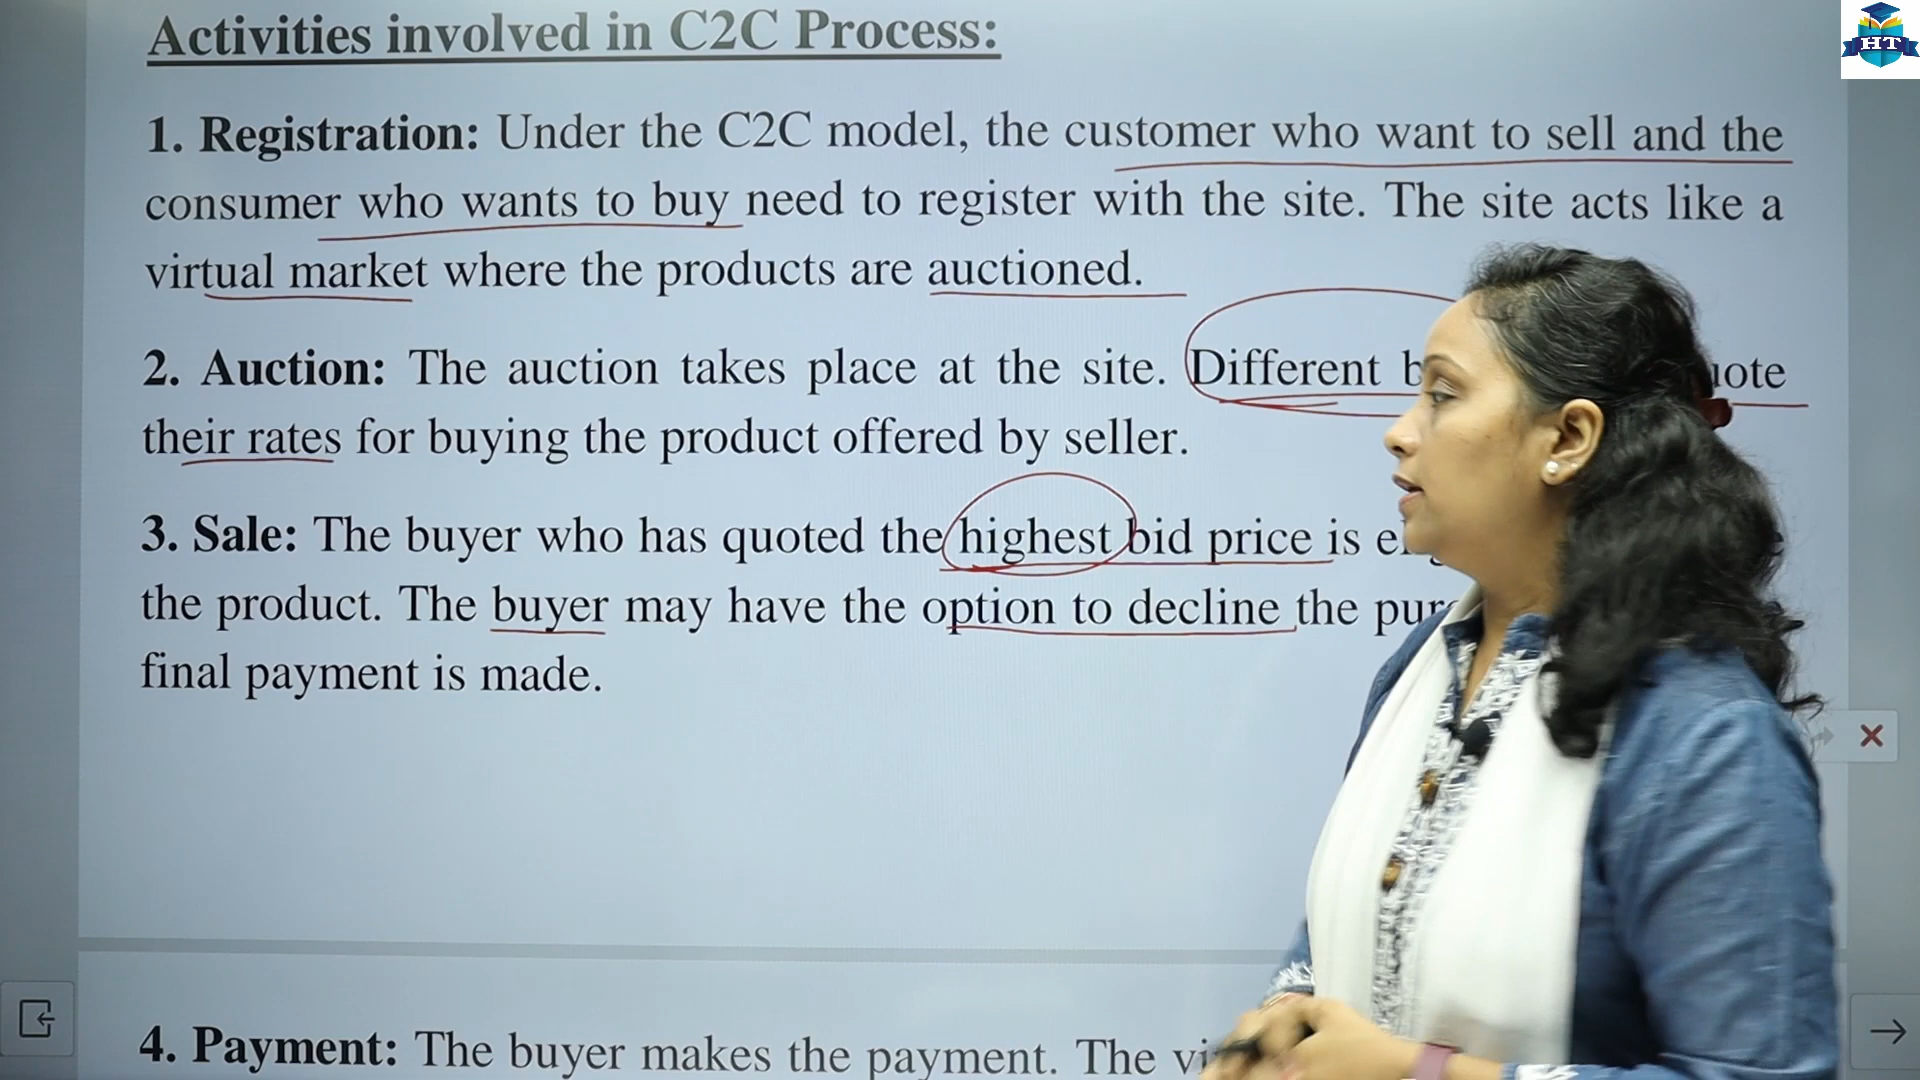 Activities involved in C2C Process:
1. Registration: Under the C2C model, the customer who want to sell and the
consumer who wants to buy need to register with the site. The site acts like a
virtual market where the products are auctioned.
2. Auction: The auction takes place at the site. Different
their rates for buying the product offered by seller.
3. Sale: The buyer who has quoted the highest bid price is
the product. The buyer may have the option to decline the
final payment is made.
4. Payment: The buyer makes the payment. The
HT